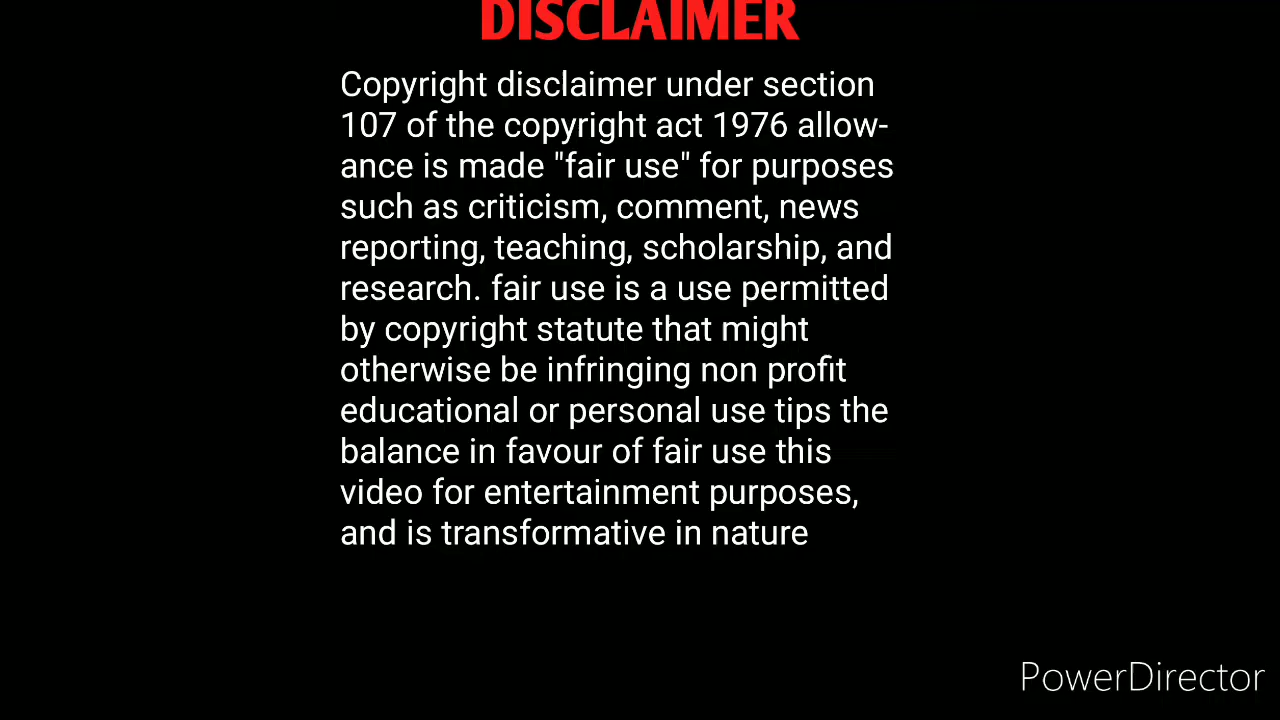 DISCLAIMER
Copyright disclaimer under section
107 of the copyright act 1976 allow-
ance is made "fair use" for purposes
such as criticism, comment, news
reporting, teaching, scholarship, and
research. fair use is a use permitted
by copyright statute that might
otherwise be infringing non profit
educational or personal use tips the
balance in favour of fair use this
video for entertainment purposes,
and is transformative in nature
PowerDirector